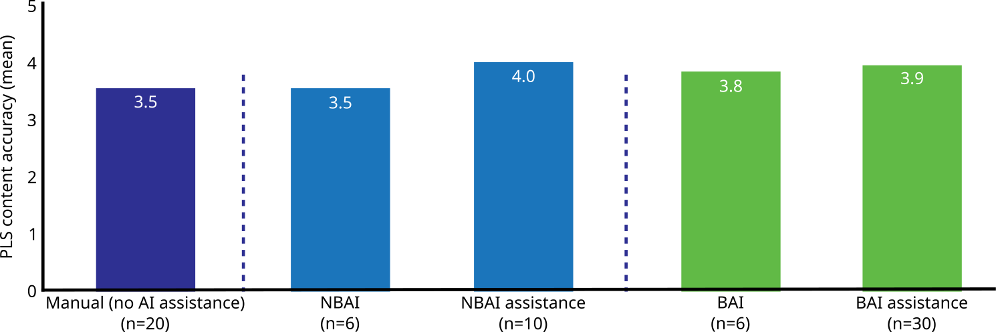 PLS content accuracy (mean)
5
4
3
2
1
0
3.5
3.5
4.0
3.8
3.9
Manual (no AI assistance)
(n=20)
NBAI
(n=6)
NBAI assistance
(n=10)
BAI
(n=6)
BAI assistance
(n=30)